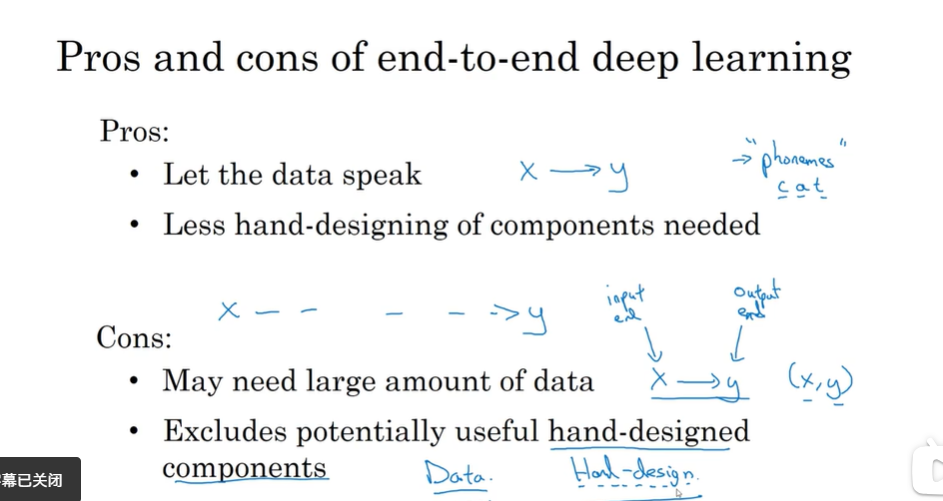 Pros and cons of end-to-end deep learning
Pros:
• Let the data speak
X → y
→ "phonemes"
c a t
• Less hand-designing of components needed
X → y
input end
output end
Cons:
• May need large amount of data
X → y
(x, y)
• Excludes potentially useful hand-designed
components
Data.
Hand-design.
幕已关闭